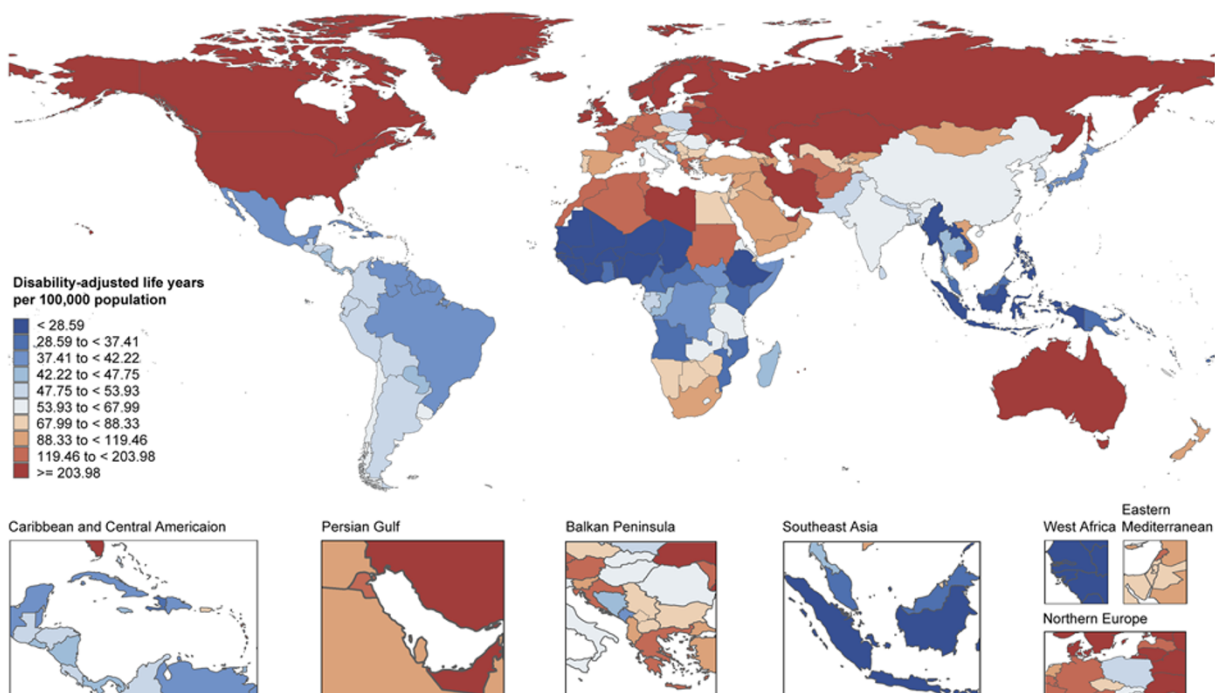 Disability-adjusted life years
per 100,000 population
< 28.59
28.59 to < 37.41
37.41 to < 42.22
42.22 to < 47.75
47.75 to < 53.93
53.93 to < 67.99
67.99 to < 88.33
88.33 to < 119.46
119.46 to < 203.98
>= 203.98
Caribbean and Central Americaion
Persian Gulf
Balkan Peninsula
Southeast Asia
West Africa
Eastern
Mediterranean
Northern Europe